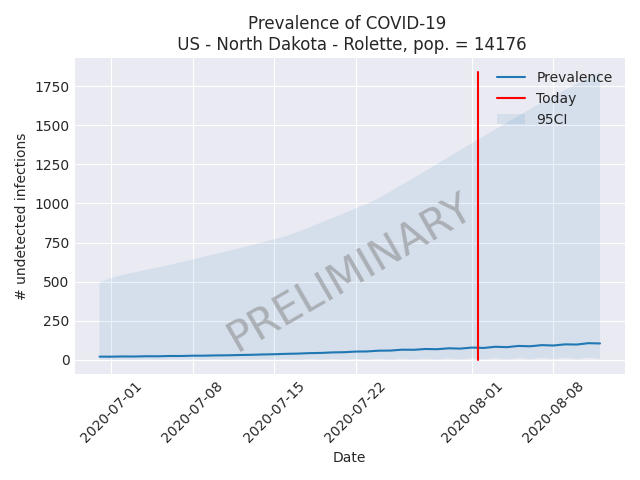 Prevalence of COVID-19
US - North Dakota - Rolette, pop. = 14176
Prevalence
Today
95CI
1750
1500
1250
1000
750
500
250
0
# undetected infections
PRELIMINARY
2020-07-01
2020-07-08
2020-07-15
2020-07-22
2020-08-01
2020-08-08
Date